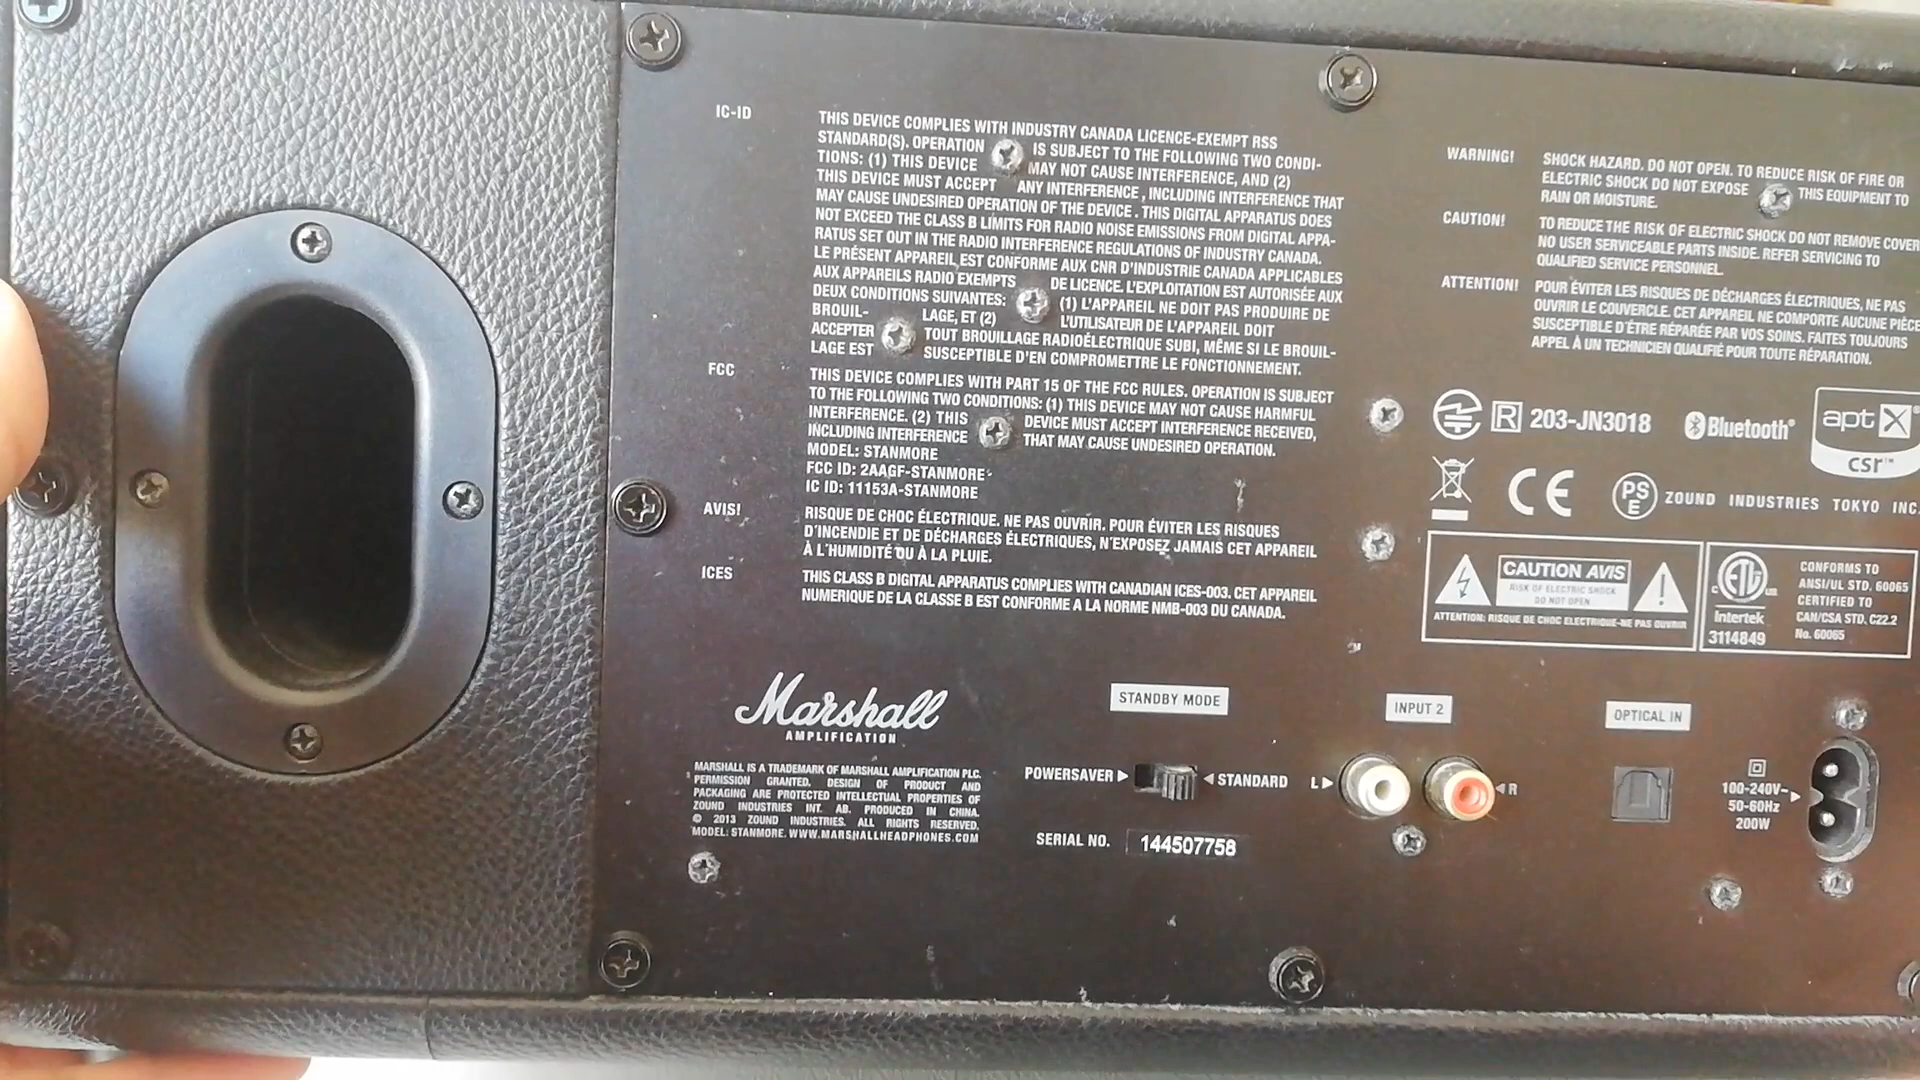 IC-ID
THIS DEVICE COMPLIES WITH INDUSTRY CANADA LICENCE-EXEMPT RSS
STANDARD(S). OPERATION IS SUBJECT TO THE FOLLOWING TWO CONDI-
TIONS: (1) THIS DEVICE MAY NOT CAUSE INTERFERENCE, AND (2)
THIS DEVICE MUST ACCEPT ANY INTERFERENCE , INCLUDING INTERFERENCE THAT
MAY CAUSE UNDESIRED OPERATION OF THE DEVICE . THIS DIGITAL APPARATUS DOES
NOT EXCEED THE CLASS B LIMITS FOR RADIO NOISE EMISSIONS FROM DIGITAL APPA-
RATUS SET OUT IN THE RADIO INTERFERENCE REGULATIONS OF INDUSTRY CANADA.
LE PRÉSENT APPAREIL EST CONFORME AUX CNR D'INDUSTRIE CANADA APPLICABLES
AUX APPAREILS RADIO EXEMPTS DE LICENCE. L'EXPLOITATION EST AUTORISÉE AUX
DEUX CONDITIONS SUIVANTES: (1) L'APPAREIL NE DOIT PAS PRODUIRE DE
BROUIL- LAGE, ET (2) L'UTILISATEUR DE L'APPAREIL DOIT
ACCEPTER TOUT BROUILLAGE RADIOÉLECTRIQUE SUBI, MÊME SI LE BROUIL-
LAGE EST SUSCEPTIBLE D'EN COMPROMETTRE LE FONCTIONNEMENT.
FCC
THIS DEVICE COMPLIES WITH PART 15 OF THE FCC RULES. OPERATION IS SUBJECT
TO THE FOLLOWING TWO CONDITIONS: (1) THIS DEVICE MAY NOT CAUSE HARMFUL
INTERFERENCE. (2) THIS DEVICE MUST ACCEPT INTERFERENCE RECEIVED,
INCLUDING INTERFERENCE THAT MAY CAUSE UNDESIRED OPERATION.
MODEL: STANMORE
FCC ID: 2AAGF-STANMORE
IC ID: 11153A-STANMORE
AVIS!
RISQUE DE CHOC ÉLECTRIQUE. NE PAS OUVRIR. POUR ÉVITER LES RISQUES
D'INCENDIE ET DE DÉCHARGES ÉLECTRIQUES, N'EXPOSEZ JAMAIS CET APPAREIL
À L'HUMIDITÉ OU À LA PLUIE.
ICES
THIS CLASS B DIGITAL APPARATUS COMPLIES WITH CANADIAN ICES-003. CET APPAREIL
NUMERIQUE DE LA CLASSE B EST CONFORME A LA NORME NMB-003 DU CANADA.
WARNING!
SHOCK HAZARD. DO NOT OPEN. TO REDUCE RISK OF FIRE OR
ELECTRIC SHOCK DO NOT EXPOSE THIS EQUIPMENT TO
RAIN OR MOISTURE.
CAUTION!
TO REDUCE THE RISK OF ELECTRIC SHOCK DO NOT REMOVE COVER
NO USER SERVICEABLE PARTS INSIDE. REFER SERVICING TO
QUALIFIED SERVICE PERSONNEL.
ATTENTION!
POUR ÉVITER LES RISQUES DE DÉCHARGES ÉLECTRIQUES, NE PAS
OUVRIR LE COUVERCLE. CET APPAREIL NE COMPORTE AUCUNE PIÈCE
SUSCEPTIBLE D'ÊTRE RÉPARÉE PAR VOS SOINS. FAITES TOUJOURS
APPEL À UN TECHNICIEN QUALIFIÉ POUR TOUTE RÉPARATION.
R 203-JN3018 Bluetooth® aptX
csr™
CE PSE ZOUND INDUSTRIES TOKYO INC.
CAUTION AVIS
RISK OF ELECTRIC SHOCK
DO NOT OPEN
ATTENTION: RISQUE DE CHOC ELECTRIQUE-NE PAS OUVRIR
c ETL us
Intertek
3114849
CONFORMS TO
ANSI/UL STD. 60065
CERTIFIED TO
CAN/CSA STD. C22.2
No. 60065
Marshall
AMPLIFICATION
MARSHALL IS A TRADEMARK OF MARSHALL AMPLIFICATION PLC.
PERMISSION GRANTED. DESIGN OF PRODUCT AND
PACKAGING ARE PROTECTED INTELLECTUAL PROPERTIES OF
ZOUND INDUSTRIES INT. AB. PRODUCED IN CHINA.
© 2013 ZOUND INDUSTRIES. ALL RIGHTS RESERVED.
MODEL: STANMORE. WWW.MARSHALLHEADPHONES.COM
STANDBY MODE
POWERSAVER STANDARD
SERIAL NO. 144507758
INPUT 2
L R
OPTICAL IN
100-240V~
50-60Hz
200W